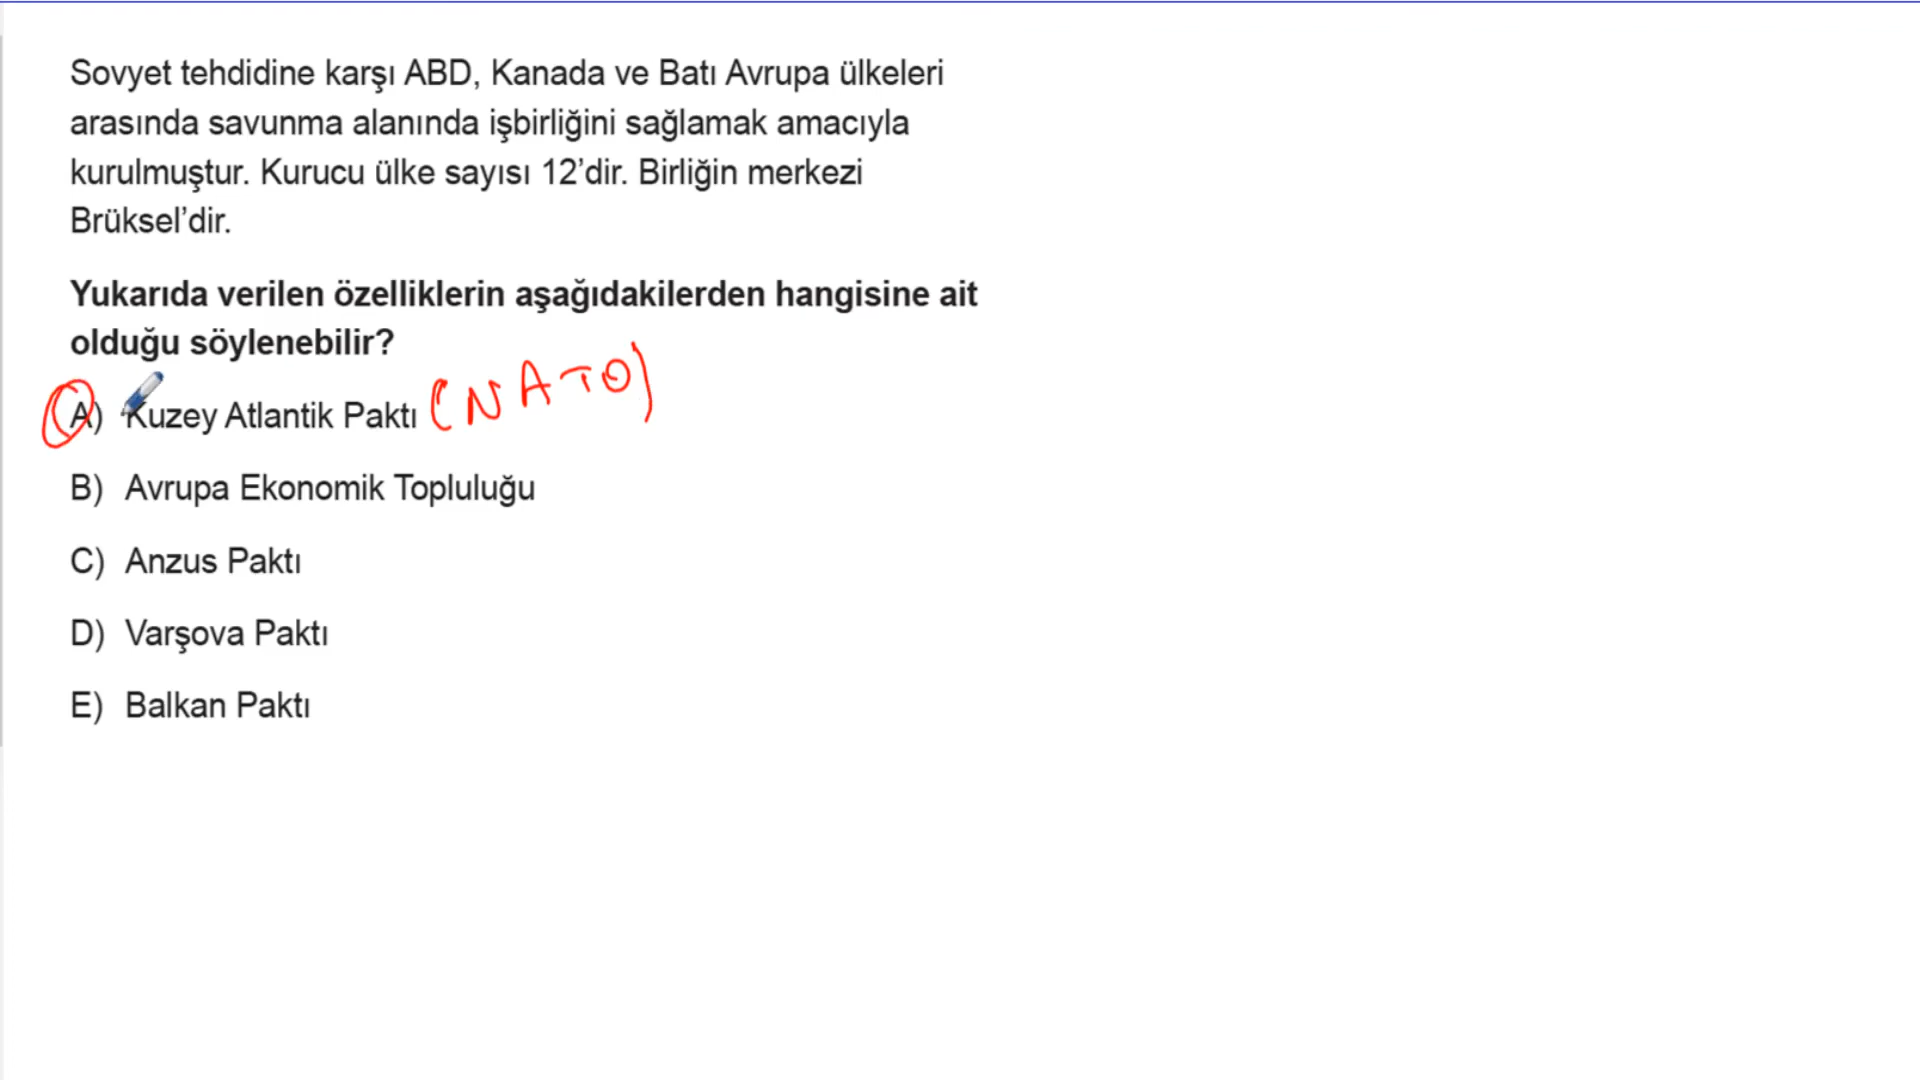 Sovyet tehdidine karşı ABD, Kanada ve Batı Avrupa ülkeleri
arasında savunma alanında işbirliğini sağlamak amacıyla
kurulmuştur. Kurucu ülke sayısı 12’dir. Birliğin merkezi
Brüksel’dir.
Yukarıda verilen özelliklerin aşağıdakilerden hangisine ait
olduğu söylenebilir?
A) Kuzey Atlantik Paktı (NATO)
B) Avrupa Ekonomik Topluluğu
C) Anzus Paktı
D) Varşova Paktı
E) Balkan Paktı